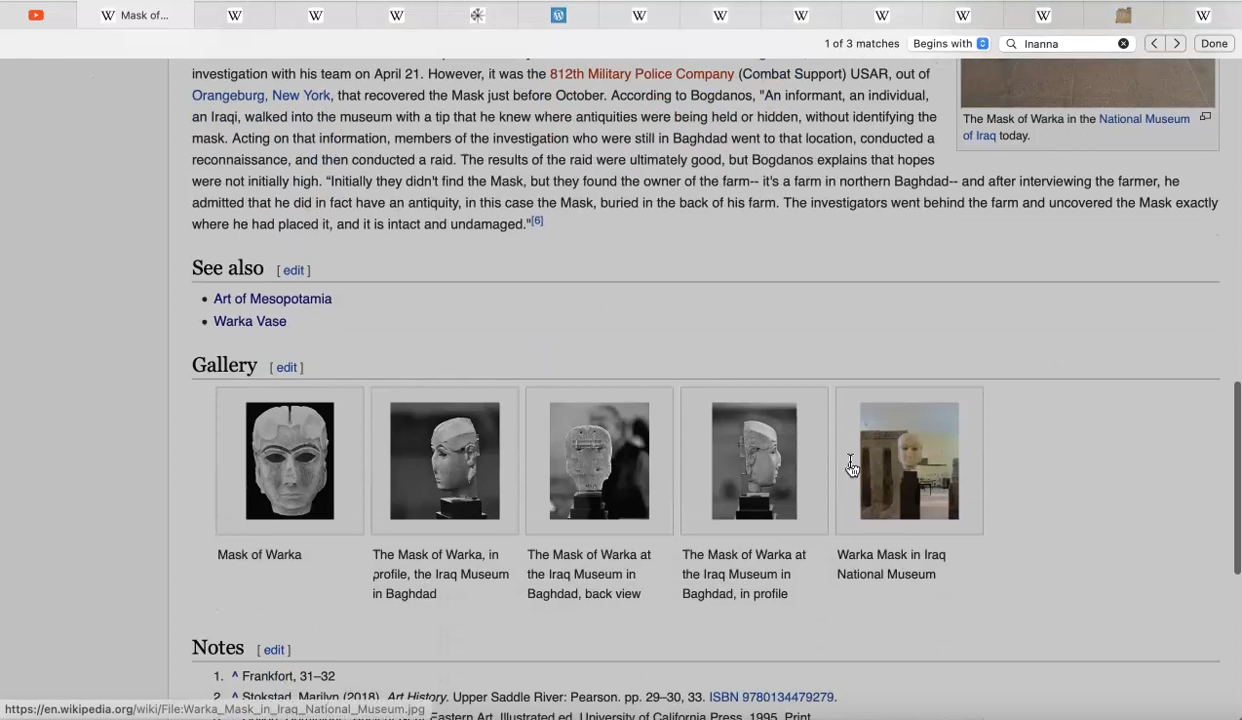 Mask of...
1 of 3 matches Begins with Inanna Done
investigation with his team on April 21. However, it was the 812th Military Police Company (Combat Support) USAR, out of
Orangeburg, New York, that recovered the Mask just before October. According to Bogdanos, "An informant, an individual,
an Iraqi, walked into the museum with a tip that he knew where antiquities were being held or hidden, without identifying the
mask. Acting on that information, members of the investigation who were still in Baghdad went to that location, conducted a
reconnaissance, and then conducted a raid. The results of the raid were ultimately good, but Bogdanos explains that hopes
were not initially high. “Initially they didn't find the Mask, but they found the owner of the farm-- it's a farm in northern Baghdad-- and after interviewing the farmer, he
admitted that he did in fact have an antiquity, in this case the Mask, buried in the back of his farm. The investigators went behind the farm and uncovered the Mask exactly
where he had placed it, and it is intact and undamaged."[6]
The Mask of Warka in the National Museum
of Iraq today.
See also [ edit ]
• Art of Mesopotamia
• Warka Vase
Gallery [ edit ]
Mask of Warka
The Mask of Warka, in
profile, the Iraq Museum
in Baghdad
The Mask of Warka at
the Iraq Museum in
Baghdad, back view
The Mask of Warka at
the Iraq Museum in
Baghdad, in profile
Warka Mask in Iraq
National Museum
Notes [ edit ]
1. ^ Frankfort, 31–32
2. ^ Stokstad, Marilyn (2018). Art History. Upper Saddle River: Pearson. pp. 29–30, 33. ISBN 9780134479279.
Eastern Art. Illustrated ed. University of California Press, 1995. Print
https://en.wikipedia.org/wiki/File:Warka_Mask_in_Iraq_National_Museum.jpg